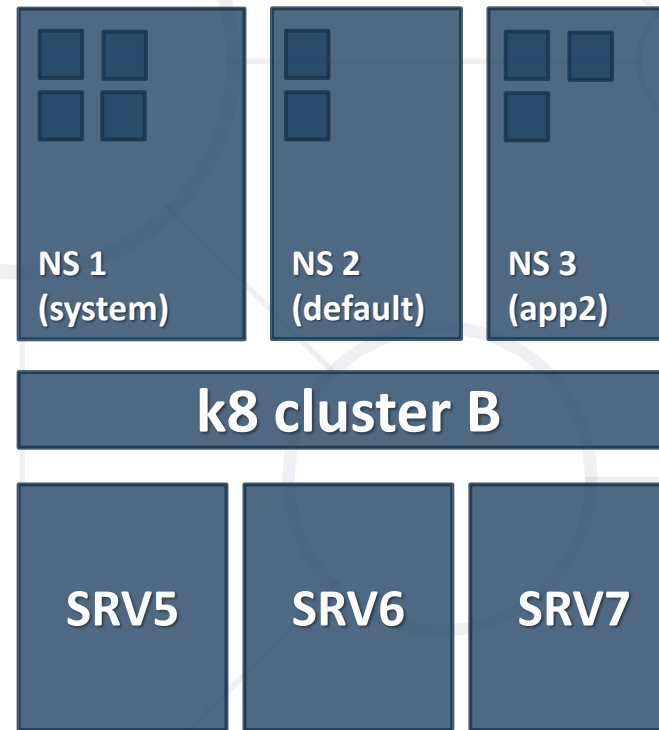 NS 1
(system)
NS 2
(default)
NS 3
(app2)
k8 cluster B
SRV5
SRV6
SRV7